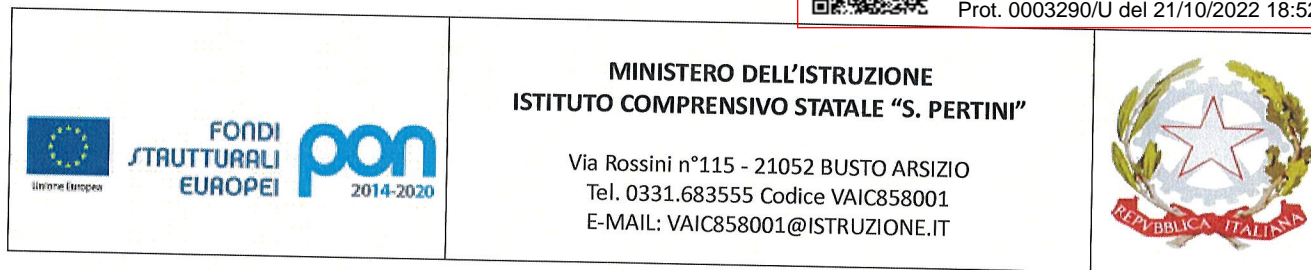 Prot. 0003290/U del 21/10/2022 18:52
MINISTERO DELL'ISTRUZIONE
ISTITUTO COMPRENSIVO STATALE “S. PERTINI”
Via Rossini n°115 - 21052 BUSTO ARSIZIO
Tel. 0331.683555 Codice VAIC858001
E-MAIL: VAIC858001@ISTRUZIONE.IT
Unione Europea
FONDI
STRUTTURALI
EUROPEI
pon
2014-2020
REPVBBLICA ITALIANA